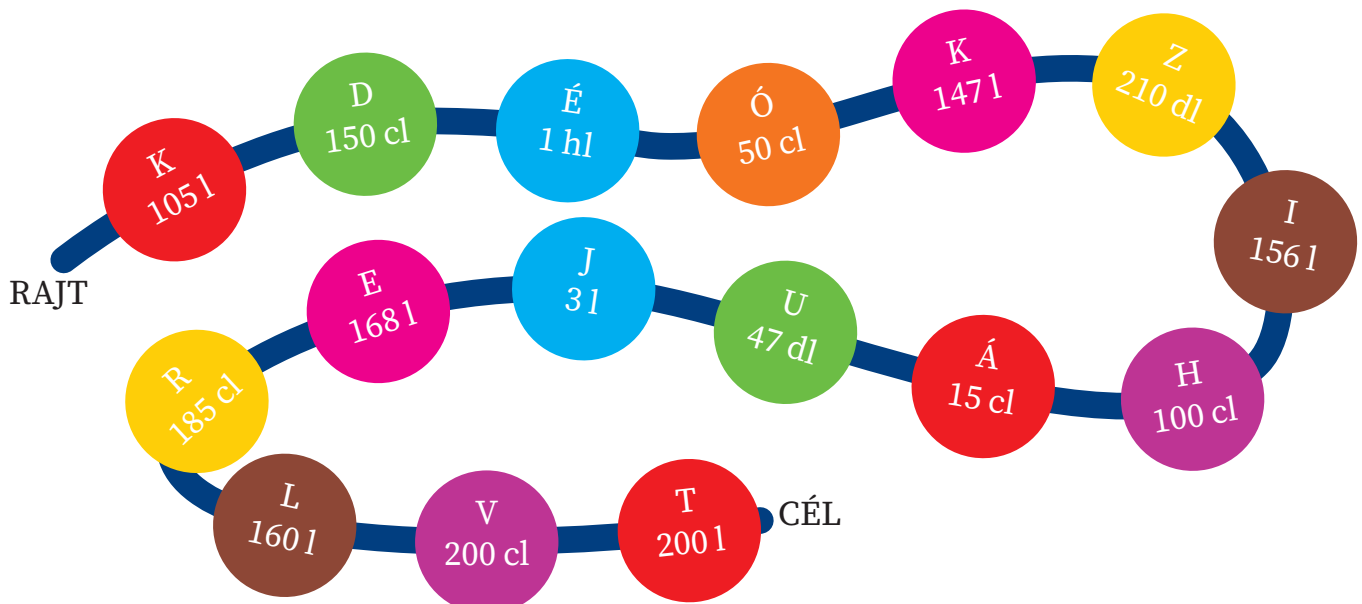 RAJT
K
105 l
D
150 cl
É
1 hl
Ó
50 cl
K
147 l
Z
210 dl
I
156 l
H
100 cl
Á
15 cl
U
47 dl
J
3 l
E
168 l
R
185 cl
L
160 l
V
200 cl
T
200 l
CÉL